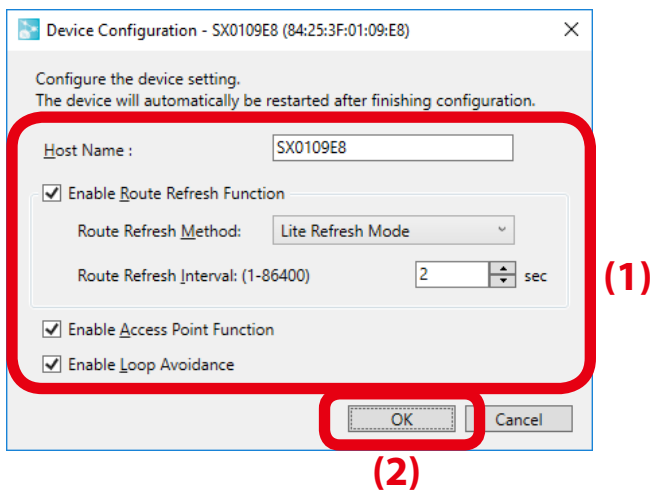 Device Configuration - SX0109E8 (84:25:3F:01:09:E8)
Configure the device setting.
The device will automatically be restarted after finishing configuration.
Host Name : SX0109E8
Enable Route Refresh Function
Route Refresh Method: Lite Refresh Mode
Route Refresh Interval: (1-86400) 2 sec
(1)
Enable Access Point Function
Enable Loop Avoidance
OK Cancel
(2)